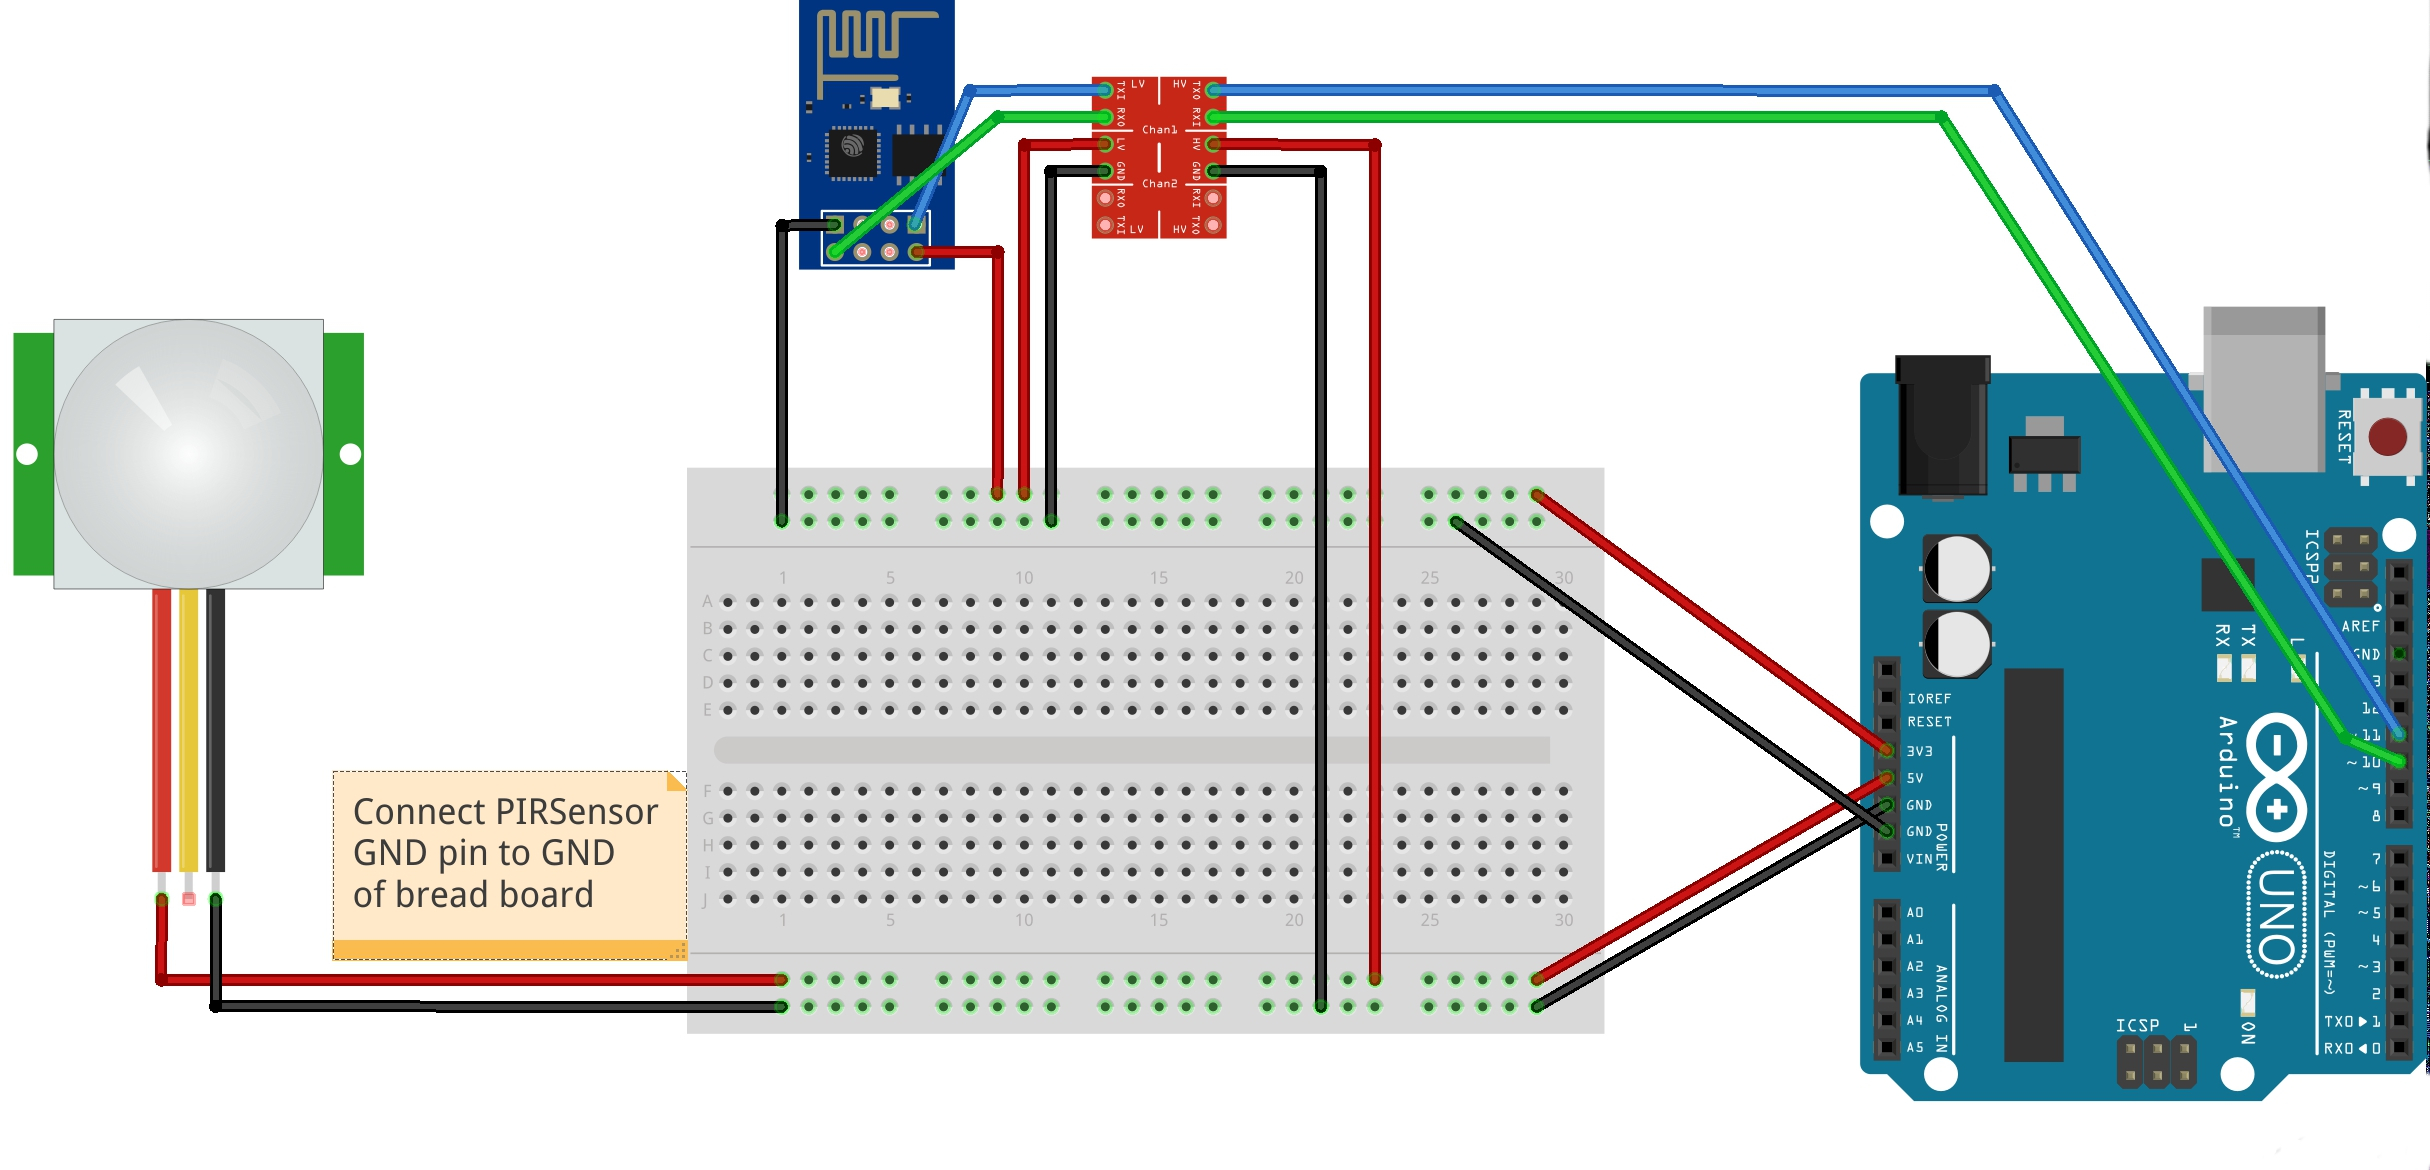 LV HV
TXI TXO
RXO RXI
Chan1
LV HV
GND GND
Chan2
RXO RXI
TXI TXO
LV HV
RESET
ICSP2
1 5 10 15 20 25 30
A
B
C
D
E
F
G
H
I
J
1 5 10 15 20 25 30
Connect PIRSensor
GND pin to GND
of bread board
IOREF
RESET
3V3
5V
GND
GND
VIN
POWER
A0
A1
A2
A3
A4
A5
ANALOG IN
RX
TX
L
Arduino™
UNO
AREF
GND
13
12
~11
~10
~9
8
7
~6
~5
4
~3
2
TX0▶1
RX0◀0
DIGITAL (PWM=~)
ON
ICSP 1